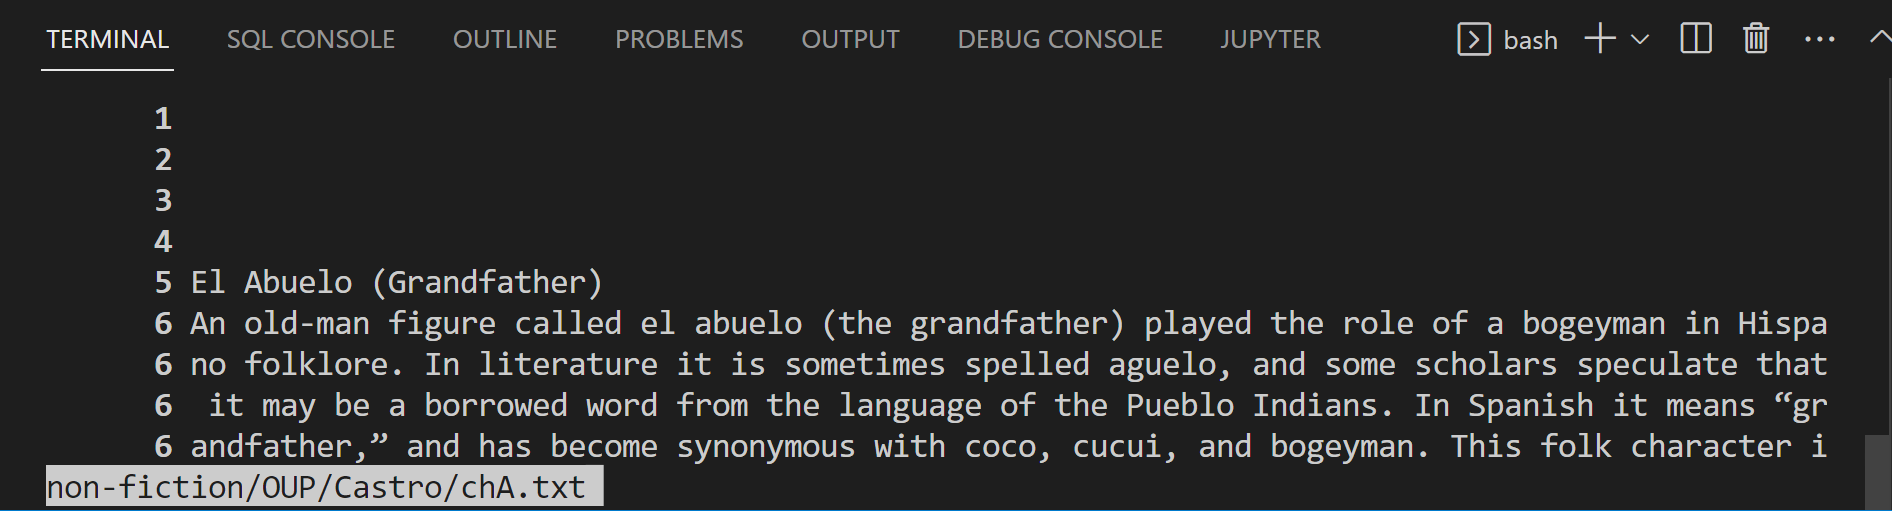 TERMINAL SQL CONSOLE OUTLINE PROBLEMS OUTPUT DEBUG CONSOLE JUPYTER bash
1
2
3
4
5 El Abuelo (Grandfather)
6 An old-man figure called el abuelo (the grandfather) played the role of a bogeyman in Hispa
6 no folklore. In literature it is sometimes spelled aguelo, and some scholars speculate that
6  it may be a borrowed word from the language of the Pueblo Indians. In Spanish it means “gr
6 andfather,” and has become synonymous with coco, cucui, and bogeyman. This folk character i
non-fiction/OUP/Castro/chA.txt